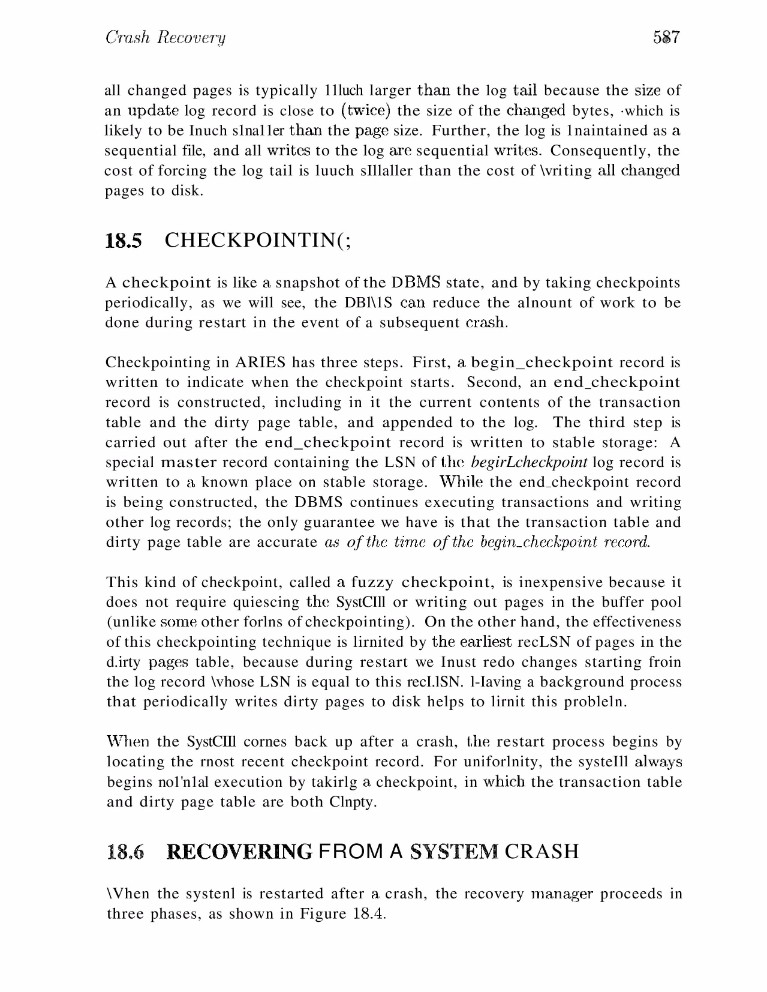 Crash Recovery 587
all changed pages is typically 11luch larger than the log tail because the size of
an update log record is close to (twice) the size of the changed bytes, ·which is
likely to be Inuch slnaller than the page size. Further, the log is lnaintained as a
sequential file, and all writes to the log are sequential writes. Consequently, the
cost of forcing the log tail is luuch slllaller than the cost of \vriting all changed
pages to disk.
18.5 CHECKPOINTIN(;
A checkpoint is like a snapshot of the DBMS state, and by taking checkpoints
periodically, as we will see, the DBl\1S can reduce the alnount of work to be
done during restart in the event of a subsequent crash.
Checkpointing in ARIES has three steps. First, a begin_checkpoint record is
written to indicate when the checkpoint starts. Second, an end_checkpoint
record is constructed, including in it the current contents of the transaction
table and the dirty page table, and appended to the log. The third step is
carried out after the end_checkpoint record is written to stable storage: A
special master record containing the LSN of the begirLcheckpoint log record is
written to a known place on stable storage. While the end_checkpoint record
is being constructed, the DBMS continues executing transactions and writing
other log records; the only guarantee we have is that the transaction table and
dirty page table are accurate as of the time of the begin_checkpoint record.
This kind of checkpoint, called a fuzzy checkpoint, is inexpensive because it
does not require quiescing the SystCIll or writing out pages in the buffer pool
(unlike some other forlns of checkpointing). On the other hand, the effectiveness
of this checkpointing technique is lirnited by the earliest recLSN of pages in the
d.irty pages table, because during restart we Inust redo changes starting froin
the log record \vhose LSN is equal to this recI.lSN. l-Iaving a background process
that periodically writes dirty pages to disk helps to lirnit this probleln.
When the SystCIll cornes back up after a crash, the restart process begins by
locating the rnost recent checkpoint record. For uniforlnity, the systelll always
begins nol'nlal execution by takirlg a checkpoint, in which the transaction table
and dirty page table are both Clnpty.
18.6 RECOVERING FROM A SYSTEM CRASH
\Vhen the systenl is restarted after a crash, the recovery manager proceeds in
three phases, as shown in Figure 18.4.